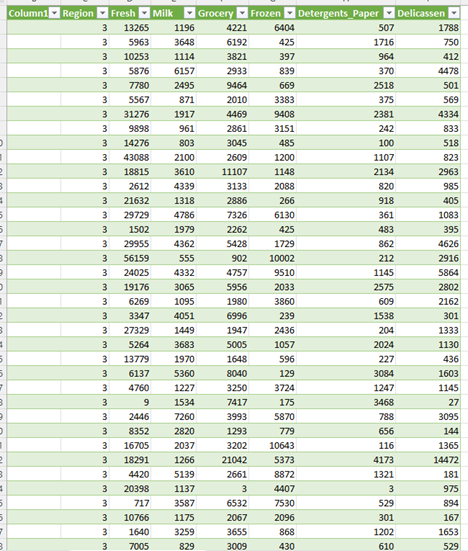 Column1 Region Fresh Milk Grocery Frozen Detergents_Paper Delicassen
3 13265 1196 4221 6404 507 1788
3 5963 3648 6192 425 1716 750
3 10253 1114 3821 397 964 412
3 5876 6157 2933 839 370 4478
3 7780 2495 9464 669 2518 501
3 5567 871 2010 3383 375 569
3 31276 1917 4469 9408 2381 4334
3 9898 961 2861 3151 242 833
3 14276 803 3045 485 100 518
3 43088 2100 2609 1200 1107 823
3 18815 3610 11107 1148 2134 2963
3 2612 4339 3133 2088 820 985
3 21632 1318 2886 266 918 405
3 29729 4786 7326 6130 361 1083
3 1502 1979 2262 425 483 395
3 29955 4362 5428 1729 862 4626
3 56159 555 902 10002 212 2916
3 24025 4332 4757 9510 1145 5864
3 19176 3065 5956 2033 2575 2802
3 6269 1095 1980 3860 609 2162
3 3347 4051 6996 239 1538 301
3 27329 1449 1947 2436 204 1333
3 5264 3683 5005 1057 2024 1130
3 13779 1970 1648 596 227 436
3 6137 5360 8040 129 3084 1603
3 4760 1227 3250 3724 1247 1145
3 9 1534 7417 175 3468 27
3 2446 7260 3993 5870 788 3095
3 8352 2820 1293 779 656 144
3 16705 2037 3202 10643 116 1365
3 18291 1266 21042 5373 4173 14472
3 4420 5139 2661 8872 1321 181
3 20398 1137 3 4407 3 975
3 717 3587 6532 7530 529 894
3 10766 1175 2067 2096 301 167
3 1640 3259 3655 868 1202 1653
3 7005 829 3009 430 610 529